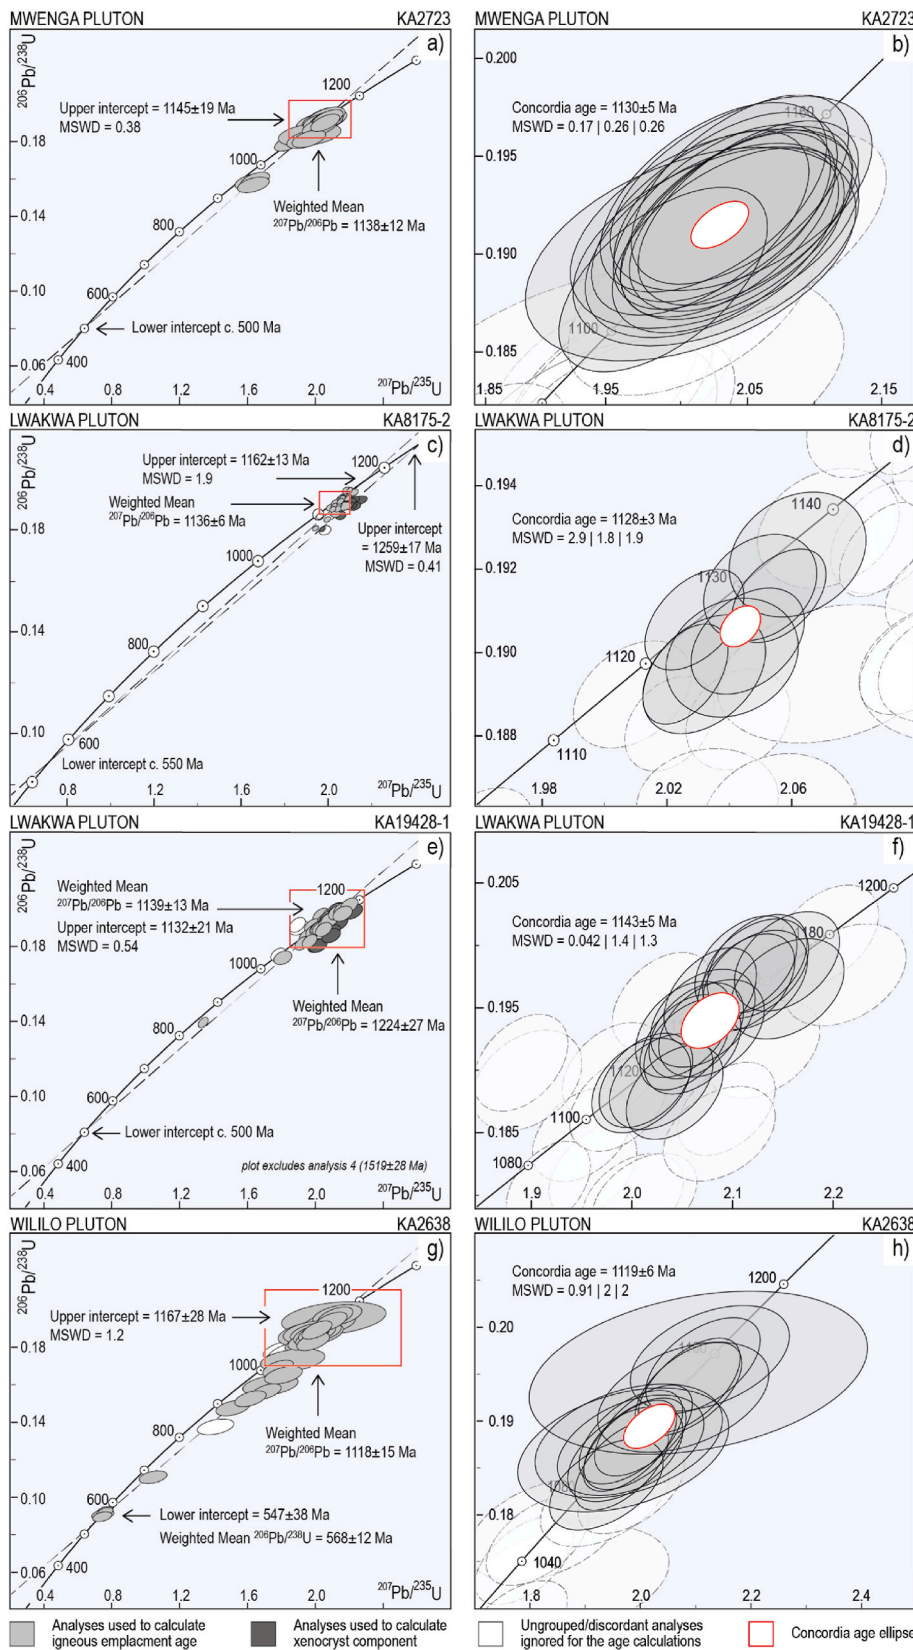 MWENGA PLUTON KA2723
a)
206Pb/238U
Upper intercept = 1145±19 Ma
MSWD = 0.38
1200
0.18
1000
Weighted Mean
207Pb/206Pb = 1138±12 Ma
0.14
800
0.10
600
Lower intercept c. 500 Ma
0.06
400
0.4 0.8 1.2 1.6 2.0 207Pb/235U
MWENGA PLUTON KA2723
b)
0.200
Concordia age = 1130±5 Ma
MSWD = 0.17 | 0.26 | 0.26
1160
0.195
0.190
1100
0.185
1.85 1.95 2.05 2.15
LWAKWA PLUTON KA8175-2
c)
206Pb/238U
Upper intercept = 1162±13 Ma
MSWD = 1.9
1200
Weighted Mean
207Pb/206Pb = 1136±6 Ma
0.18
Upper intercept
= 1259±17 Ma
MSWD = 0.41
1000
0.14
800
0.10
600
Lower intercept c. 550 Ma
0.8 1.2 1.6 2.0 207Pb/235U
LWAKWA PLUTON KA8175-2
d)
0.194
Concordia age = 1128±3 Ma
MSWD = 2.9 | 1.8 | 1.9
1140
0.192
1130
0.190
1120
0.188
1110
1.98 2.02 2.06
LWAKWA PLUTON KA19428-1
e)
206Pb/238U
Weighted Mean
207Pb/206Pb = 1139±13 Ma
1200
Upper intercept = 1132±21 Ma
MSWD = 0.54
0.18
1000
Weighted Mean
207Pb/206Pb = 1224±27 Ma
0.14
800
0.10
600
Lower intercept c. 500 Ma
plot excludes analysis 4 (1519±28 Ma)
0.06
400
0.4 0.8 1.2 1.6 2.0 207Pb/235U
LWAKWA PLUTON KA19428-1
f)
0.205
1200
Concordia age = 1143±5 Ma
MSWD = 0.042 | 1.4 | 1.3
1180
0.195
1120
1100
0.185
1080
1.9 2.0 2.1 2.2
WILILO PLUTON KA2638
g)
206Pb/238U
1200
Upper intercept = 1167±28 Ma
MSWD = 1.2
0.18
1000
Weighted Mean
207Pb/206Pb = 1118±15 Ma
0.14
800
0.10
600
Lower intercept = 547±38 Ma
Weighted Mean 206Pb/238U = 568±12 Ma
0.06
400
0.4 0.8 1.2 1.6 2.0 207Pb/235U
WILILO PLUTON KA2638
h)
Concordia age = 1119±6 Ma
MSWD = 0.91 | 2 | 2
1200
0.20
0.19
0.18
1040
1.8 2.0 2.2 2.4
Analyses used to calculate
igneous emplacment age
Analyses used to calculate
xenocryst component
Ungrouped/discordant analyses
ignored for the age calculations
Concordia age ellipse